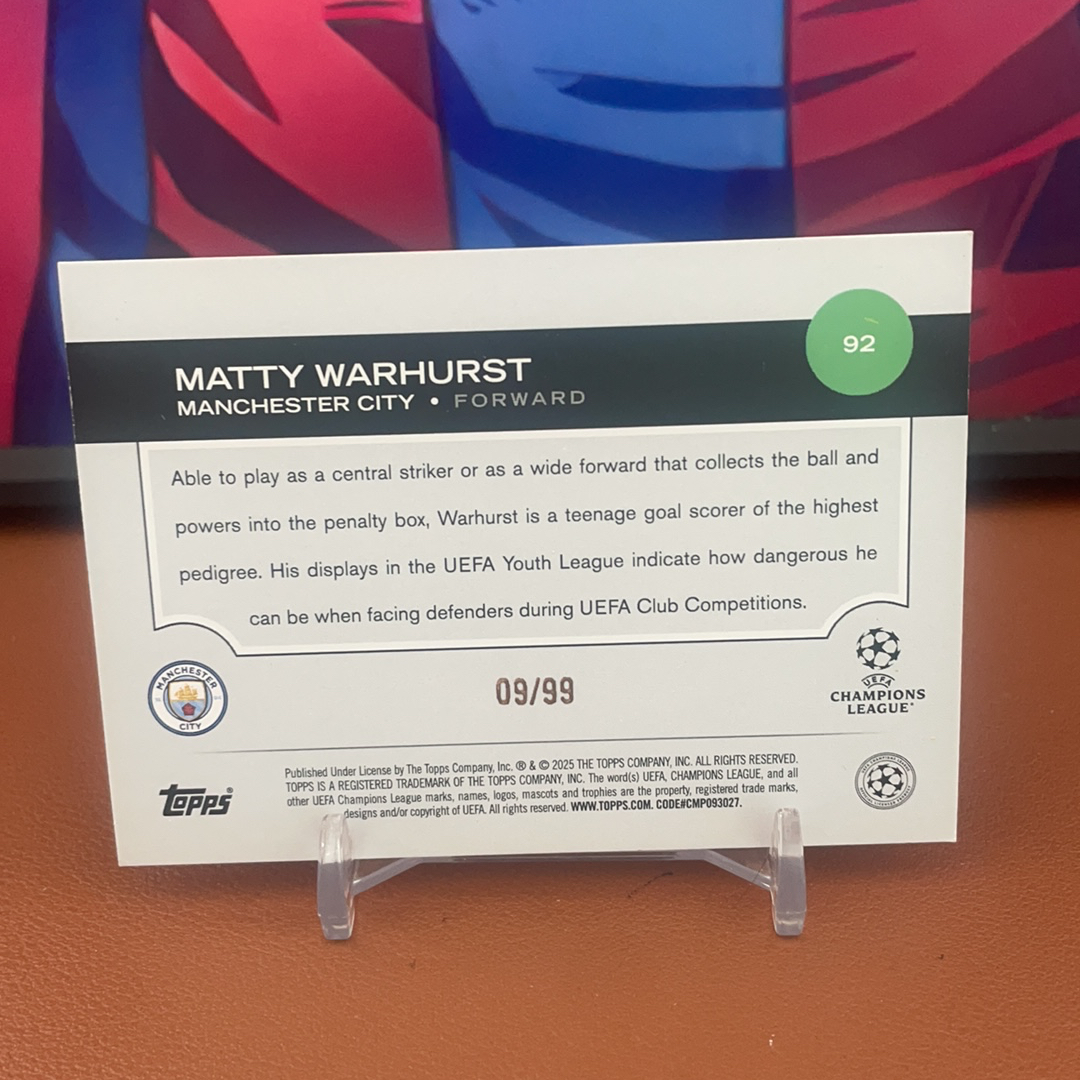 92
MATTY WARHURST
MANCHESTER CITY • FORWARD
Able to play as a central striker or as a wide forward that collects the ball and
powers into the penalty box, Warhurst is a teenage goal scorer of the highest
pedigree. His displays in the UEFA Youth League indicate how dangerous he
can be when facing defenders during UEFA Club Competitions.
MANCHESTER
CITY
09/99
UEFA
CHAMPIONS
LEAGUE®
topps®
Published Under License by The Topps Company, Inc. ® & © 2025 THE TOPPS COMPANY, INC. ALL RIGHTS RESERVED.
TOPPS IS A REGISTERED TRADEMARK OF THE TOPPS COMPANY, INC. The word(s) UEFA, CHAMPIONS LEAGUE, and all
other UEFA Champions League marks, names, logos, mascots and trophies are the property, registered trade marks,
designs and/or copyright of UEFA. All rights reserved. WWW.TOPPS.COM. CODE#CMP093027.